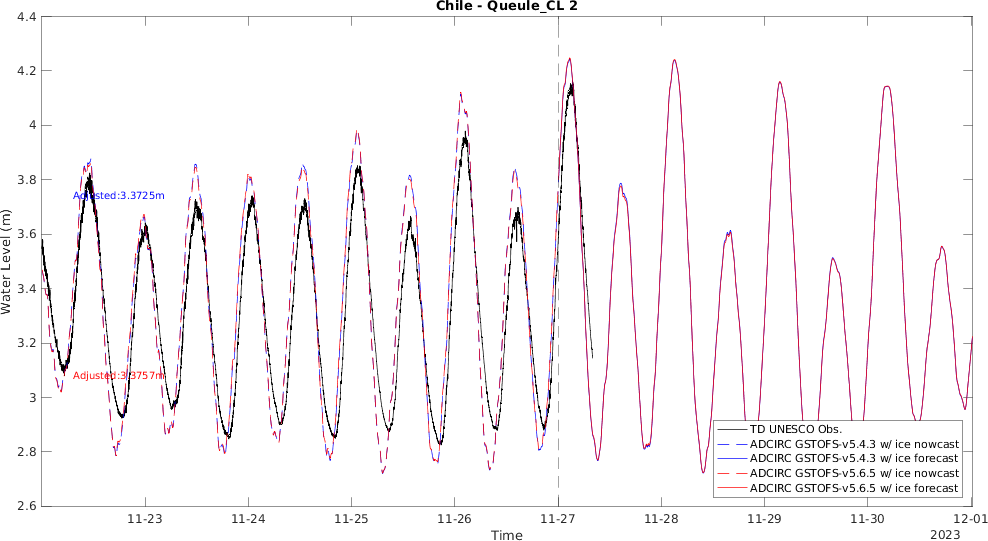 Chile - Queule_CL 2
4.4
4.2
4
3.8
3.6
3.4
3.2
3
2.8
2.6
Water Level (m)
Adjusted:3.3725m
Adjusted:3.3757m
TD UNESCO Obs.
ADCIRC GSTOFS-v5.4.3 w/ ice nowcast
ADCIRC GSTOFS-v5.4.3 w/ ice forecast
ADCIRC GSTOFS-v5.6.5 w/ ice nowcast
ADCIRC GSTOFS-v5.6.5 w/ ice forecast
11-23 11-24 11-25 11-26 11-27 11-28 11-29 11-30 12-01
Time
2023